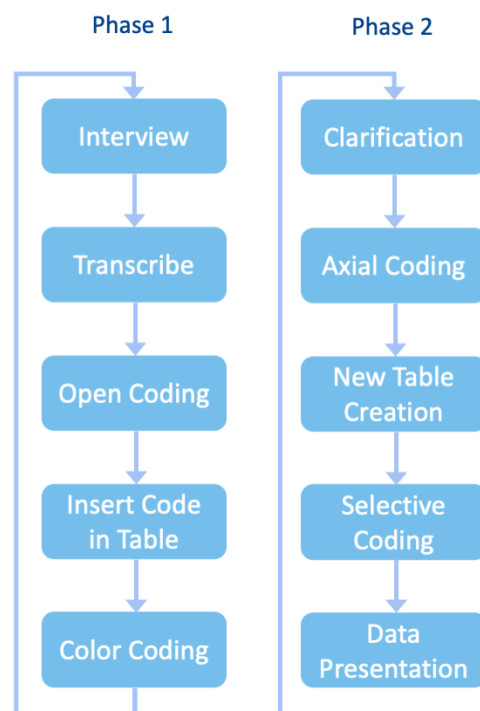 Phase 1
Interview
Transcribe
Open Coding
Insert Code
in Table
Color Coding
Phase 2
Clarification
Axial Coding
New Table
Creation
Selective
Coding
Data
Presentation